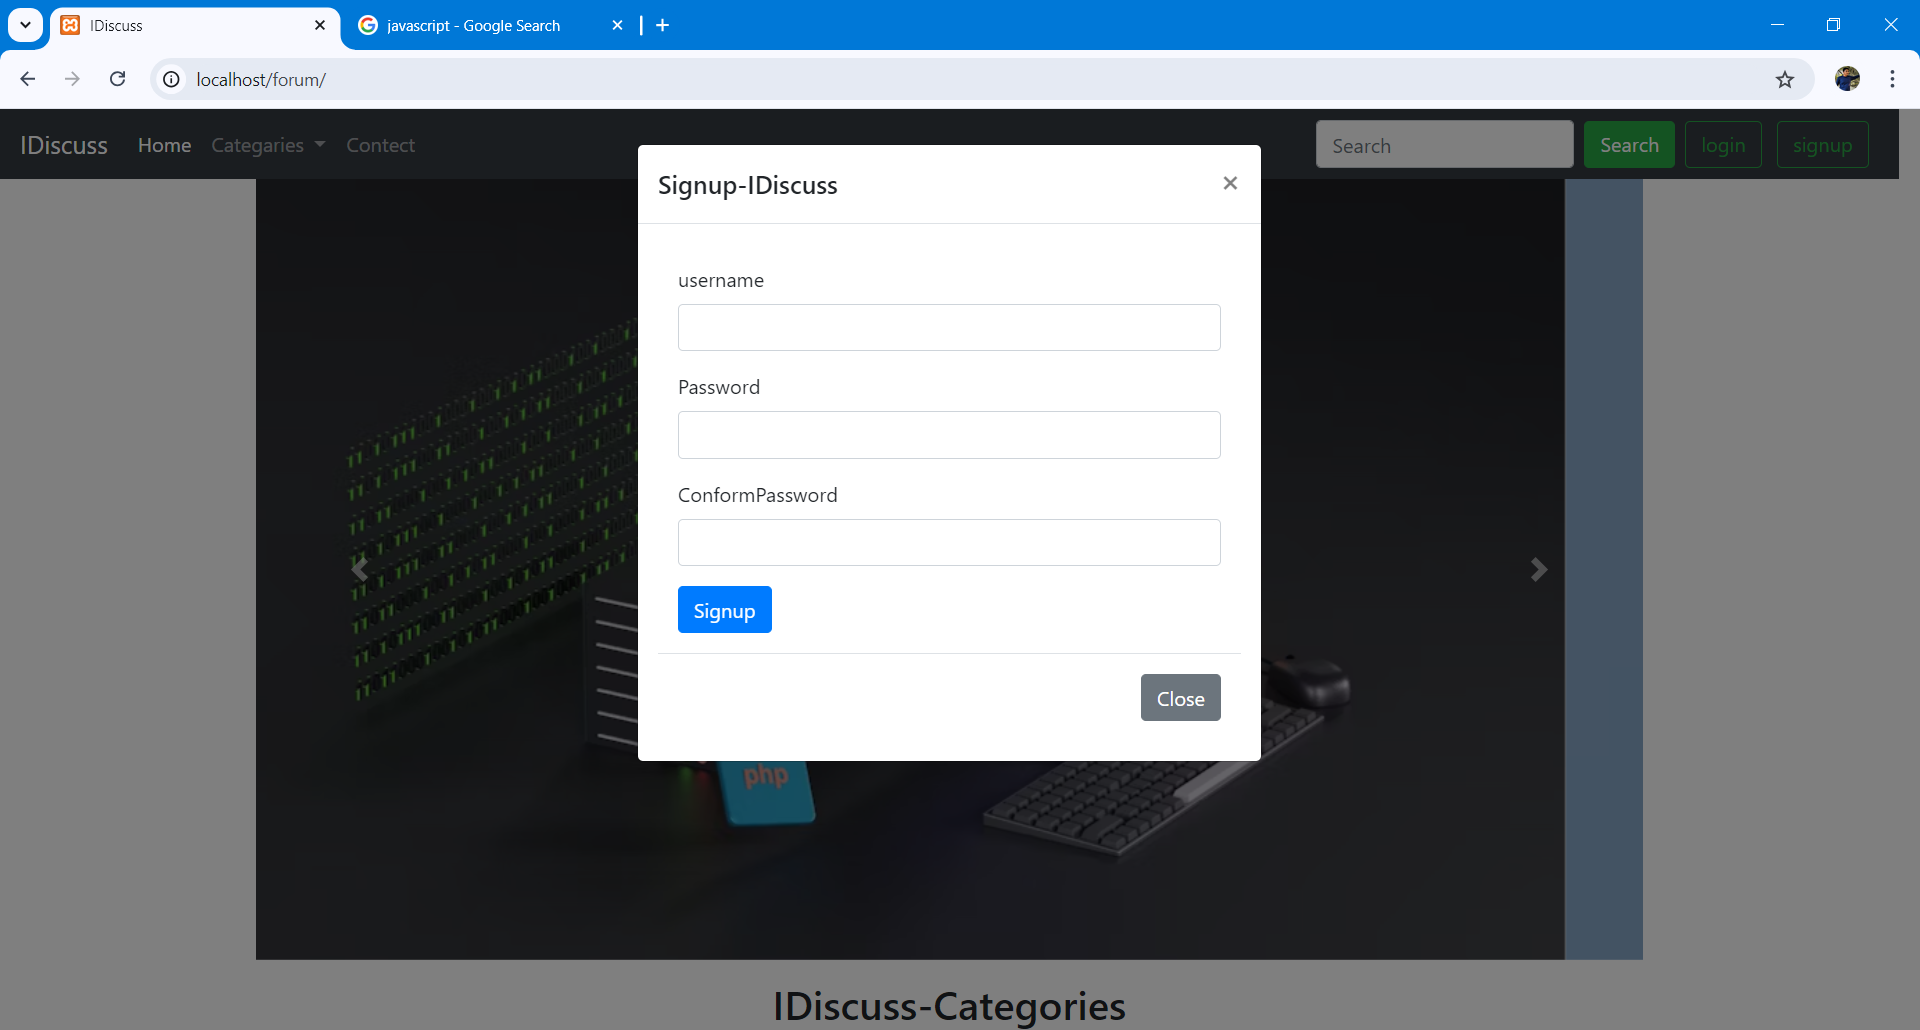 IDiscuss
javascript - Google Search
localhost/forum/
IDiscuss Home Categaries Contect Search Search login signup
Signup-IDiscuss
username
Password
ConformPassword
Signup
Close
php
IDiscuss-Categories